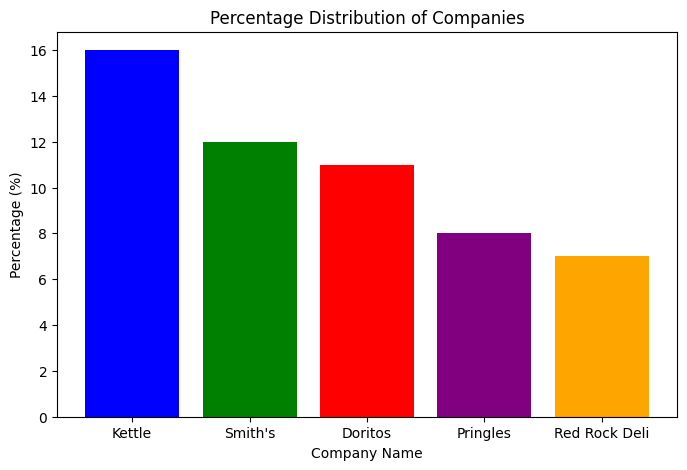 Percentage Distribution of Companies
Percentage (%)
16
14
12
10
8
6
4
2
0
Kettle Smith's Doritos Pringles Red Rock Deli
Company Name